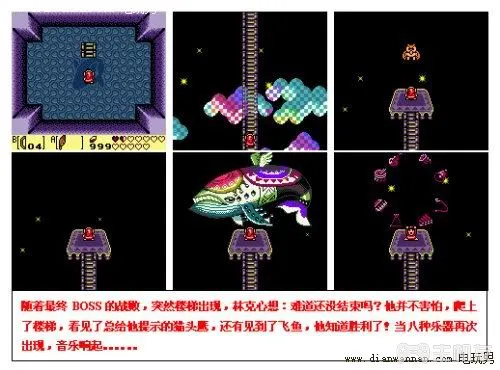 B[ 04] A[ 999
随着最终 BOSS 的战败，突然楼梯出现，林克心想：难道还没结束吗？他并不害怕，爬上
了楼梯，看见了总给他提示的猫头鹰，还有见到了飞鱼，他知道胜利了！当八种乐器再次
出现，音乐响起......
www.dianwannan.com 电玩男